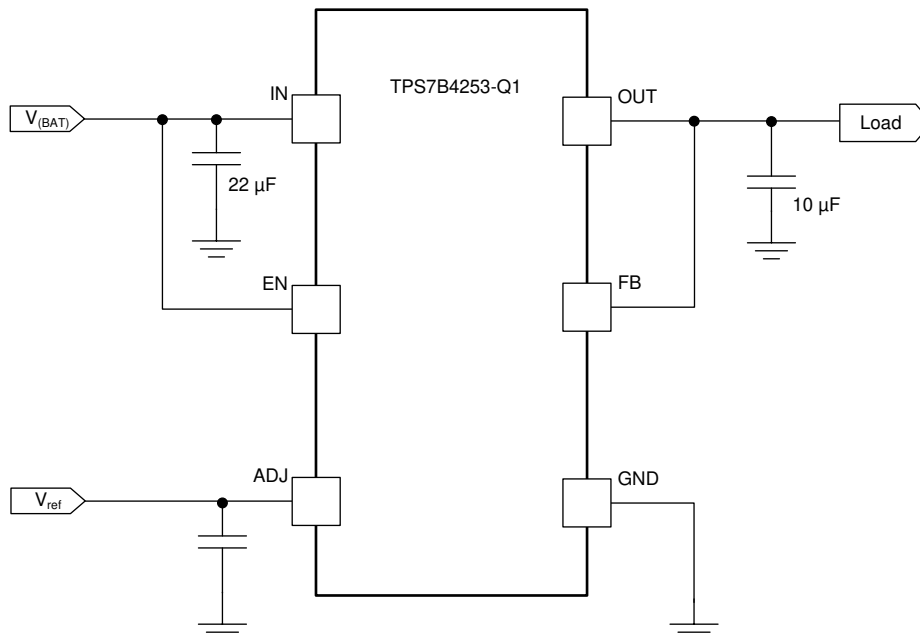 TPS7B4253-Q1
IN
OUT
V(BAT)
Load
22 µF
10 µF
EN
FB
ADJ
GND
Vref